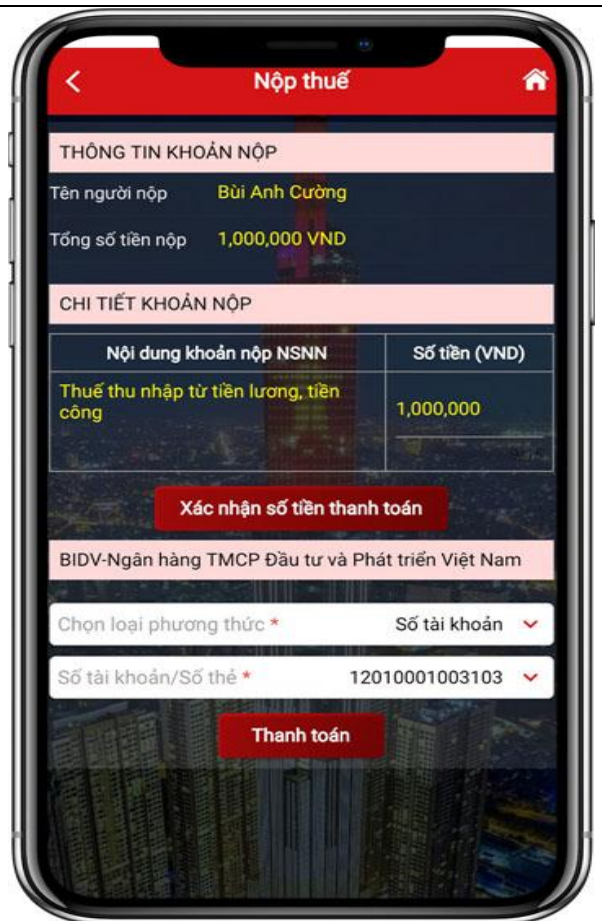 Nộp thuế
THÔNG TIN KHOẢN NỘP
Tên người nộp Bùi Anh Cường
Tổng số tiền nộp 1,000,000 VND
CHI TIẾT KHOẢN NỘP
Nội dung khoản nộp NSNN Số tiền (VND)
Thuế thu nhập từ tiền lương, tiền
công
1,000,000
Xác nhận số tiền thanh toán
BIDV-Ngân hàng TMCP Đầu tư và Phát triển Việt Nam
Chọn loại phương thức * Số tài khoản
Số tài khoản/Số thẻ * 12010001003103
Thanh toán